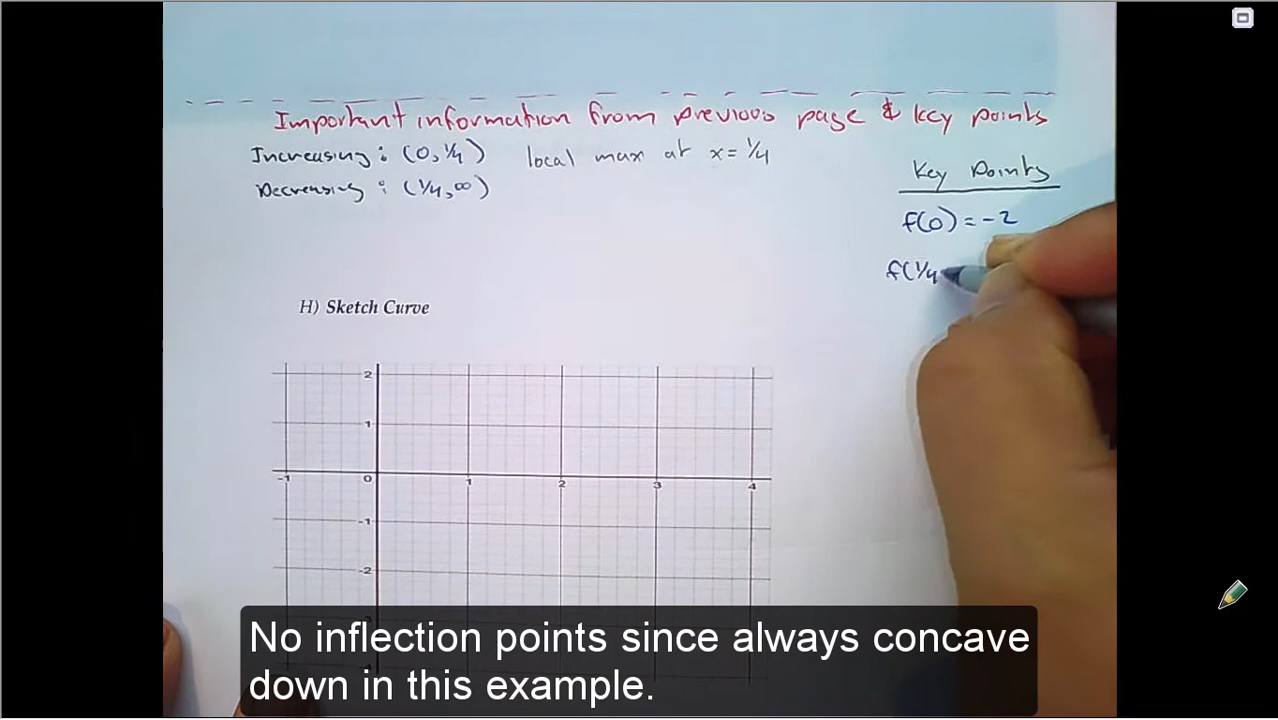 Important information from previous page & key points
Increasing : (0, 1/4) local max at x = 1/4
Decreasing : (1/4, ∞)
Key Points
f(0) = -2
f(1/4
H) Sketch Curve
2
1
-1 0 1 2 3 4
-1
-2
No inflection points since always concave
down in this example.